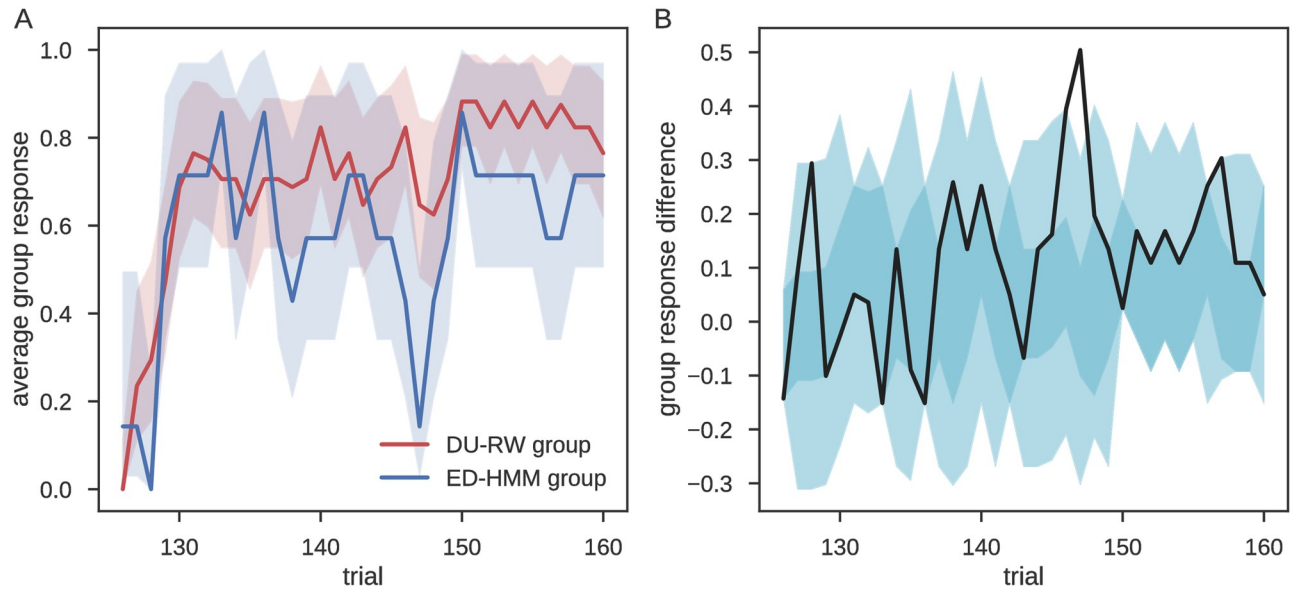 A
average group response
1.0
0.8
0.6
0.4
0.2
0.0
DU-RW group
ED-HMM group
130
140
150
160
trial
B
group response difference
0.5
0.4
0.3
0.2
0.1
0.0
−0.1
−0.2
−0.3
130
140
150
160
trial